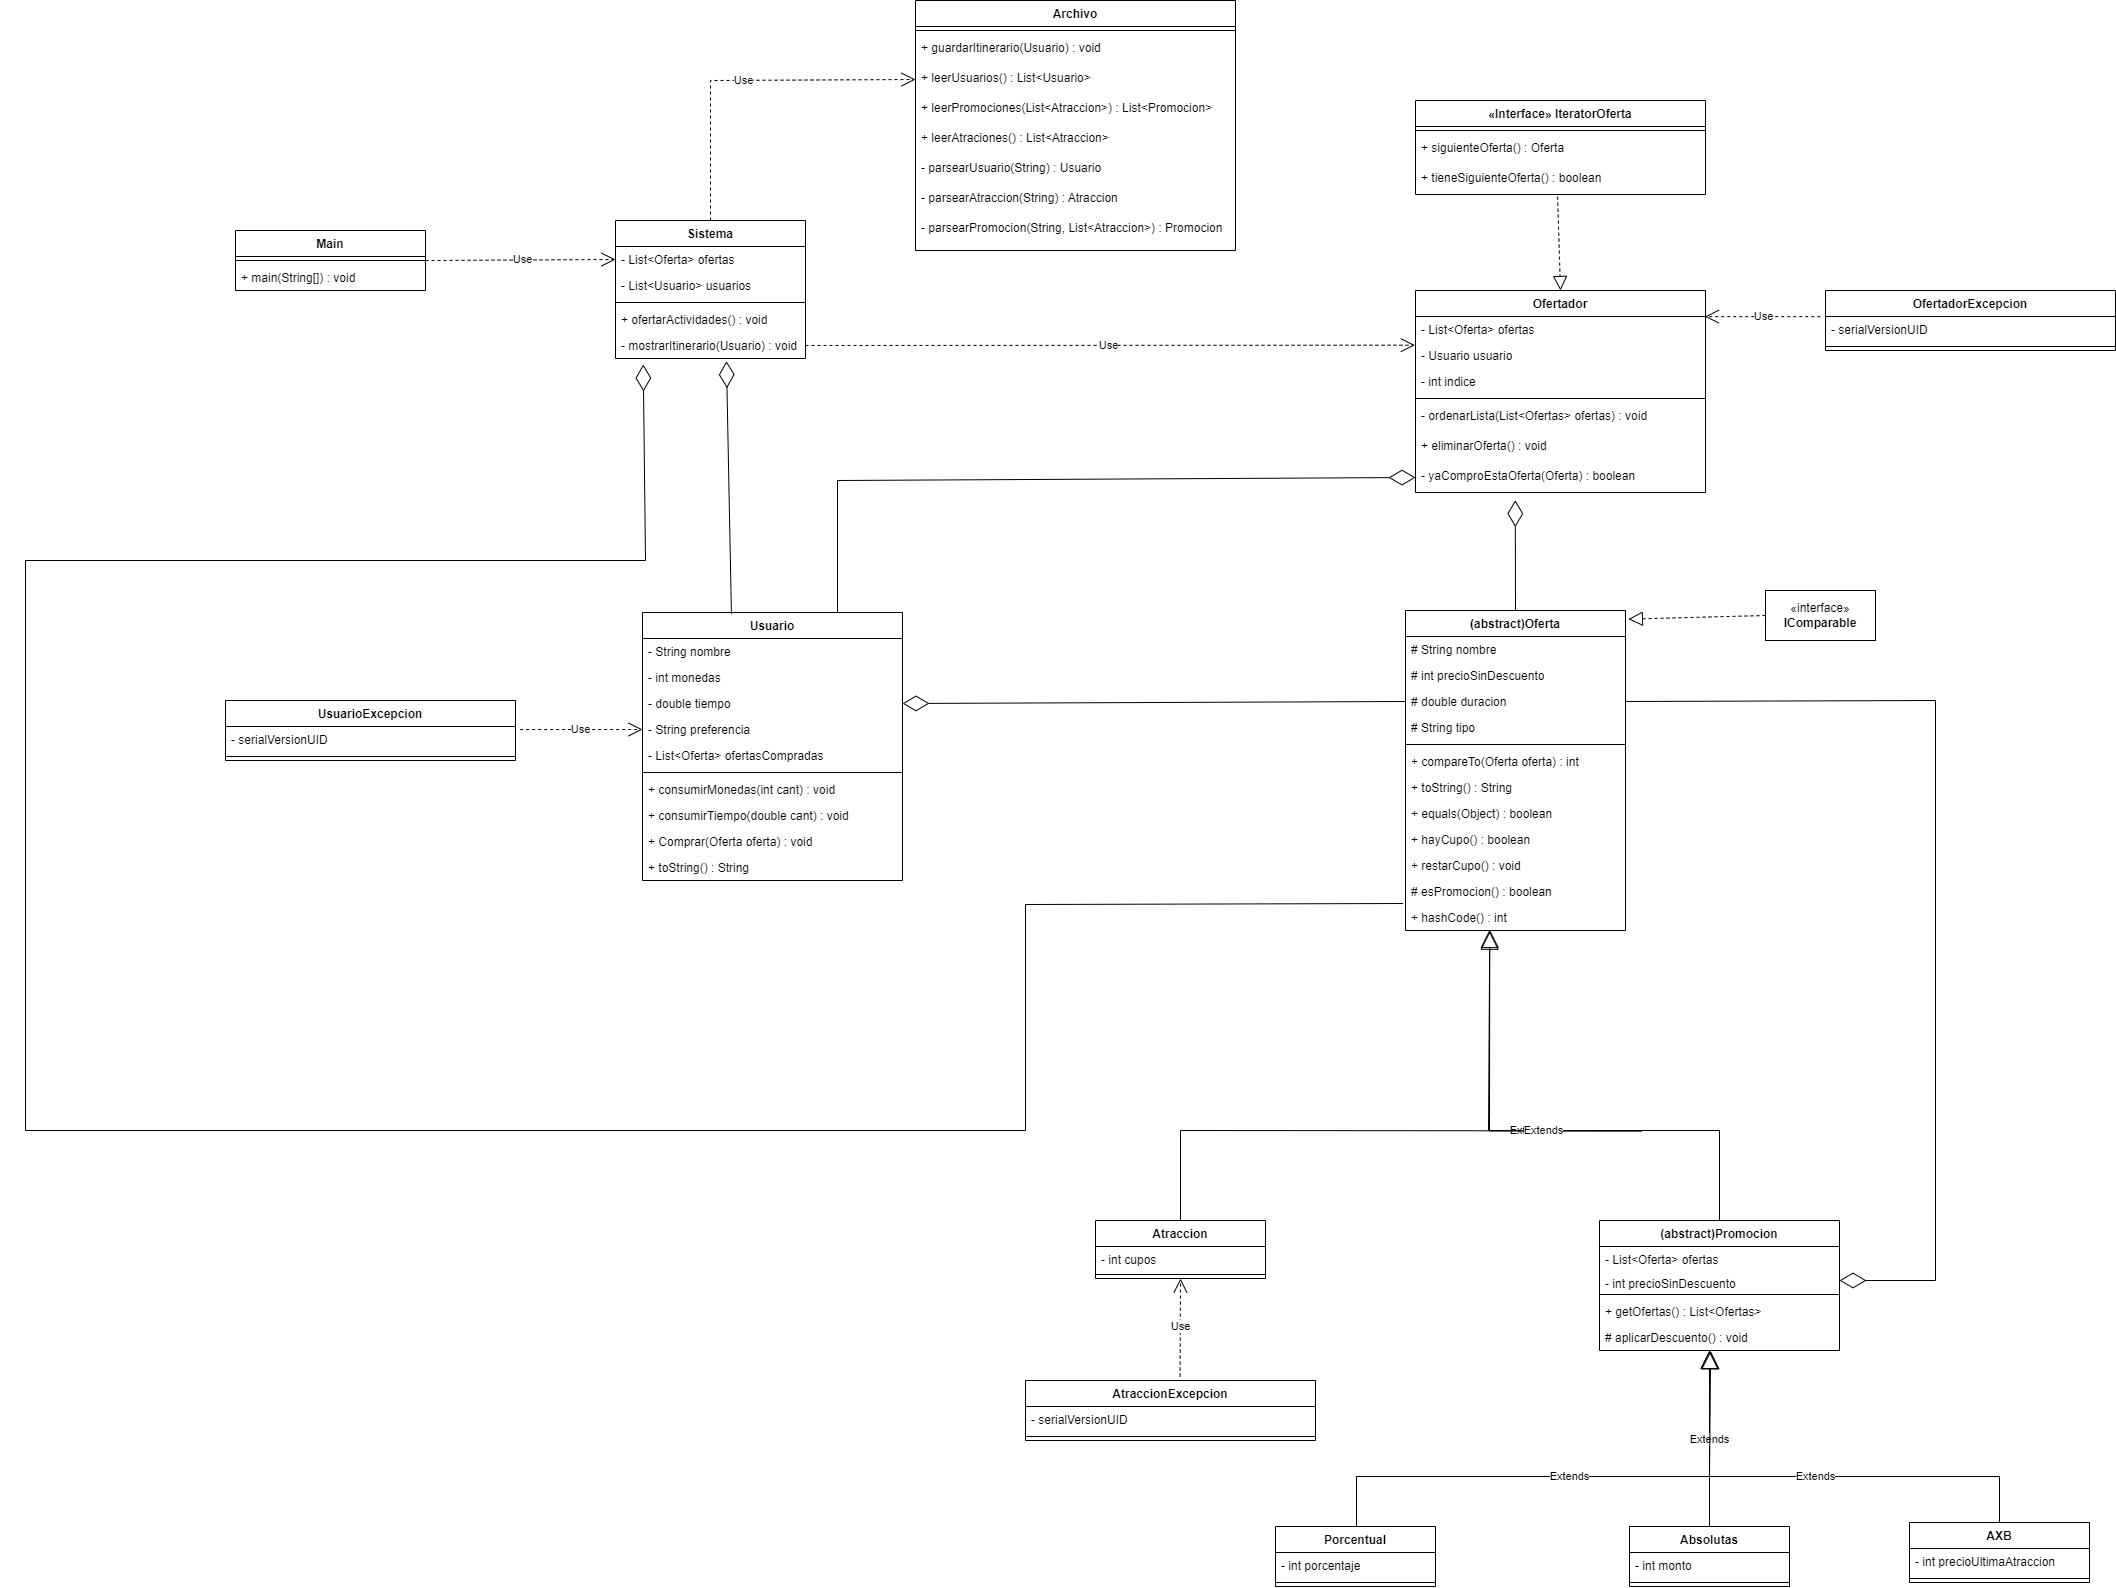 Archivo
+ guardarItinerario(Usuario) : void
+ leerUsuarios() : List<Usuario>
+ leerPromociones(List<Atraccion>) : List<Promocion>
+ leerAtraciones() : List<Atraccion>
- parsearUsuario(String) : Usuario
- parsearAtraccion(String) : Atraccion
- parsearPromocion(String, List<Atraccion>) : Promocion
Use
«Interface» IteratorOferta
+ siguienteOferta() : Oferta
+ tieneSiguienteOferta() : boolean
Main
+ main(String[]) : void
Use
Sistema
- List<Oferta> ofertas
- List<Usuario> usuarios
+ ofertarActividades() : void
- mostrarItinerario(Usuario) : void
Use
Ofertador
- List<Oferta> ofertas
- Usuario usuario
- int indice
- ordenarLista(List<Ofertas> ofertas) : void
+ eliminarOferta() : void
- yaComproEstaOferta(Oferta) : boolean
Use
OfertadorExcepcion
- serialVersionUID
UsuarioExcepcion
- serialVersionUID
Use
Usuario
- String nombre
- int monedas
- double tiempo
- String preferencia
- List<Oferta> ofertasCompradas
+ consumirMonedas(int cant) : void
+ consumirTiempo(double cant) : void
+ Comprar(Oferta oferta) : void
+ toString() : String
(abstract)Oferta
# String nombre
# int precioSinDescuento
# double duracion
# String tipo
+ compareTo(Oferta oferta) : int
+ toString() : String
+ equals(Object) : boolean
+ hayCupo() : boolean
+ restarCupo() : void
# esPromocion() : boolean
+ hashCode() : int
«interface»
IComparable
Extends
Atraccion
- int cupos
Use
AtraccionExcepcion
- serialVersionUID
(abstract)Promocion
- List<Oferta> ofertas
- int precioSinDescuento
+ getOfertas() : List<Ofertas>
# aplicarDescuento() : void
Extends
Extends
Extends
Porcentual
- int porcentaje
Absolutas
- int monto
AXB
- int precioUltimaAtraccion